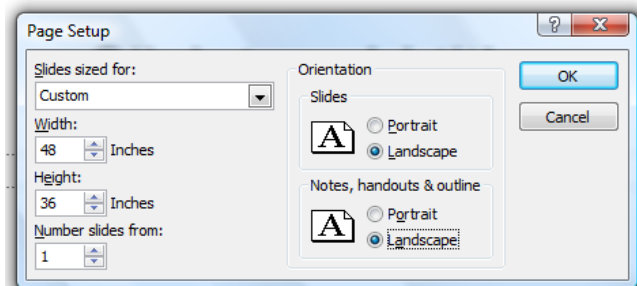 Page Setup
Slides sized for:
Custom
Width:
48 Inches
Height:
36 Inches
Number slides from:
1
Orientation
Slides
A
Portrait
Landscape
Notes, handouts & outline
A
Portrait
Landscape
OK
Cancel